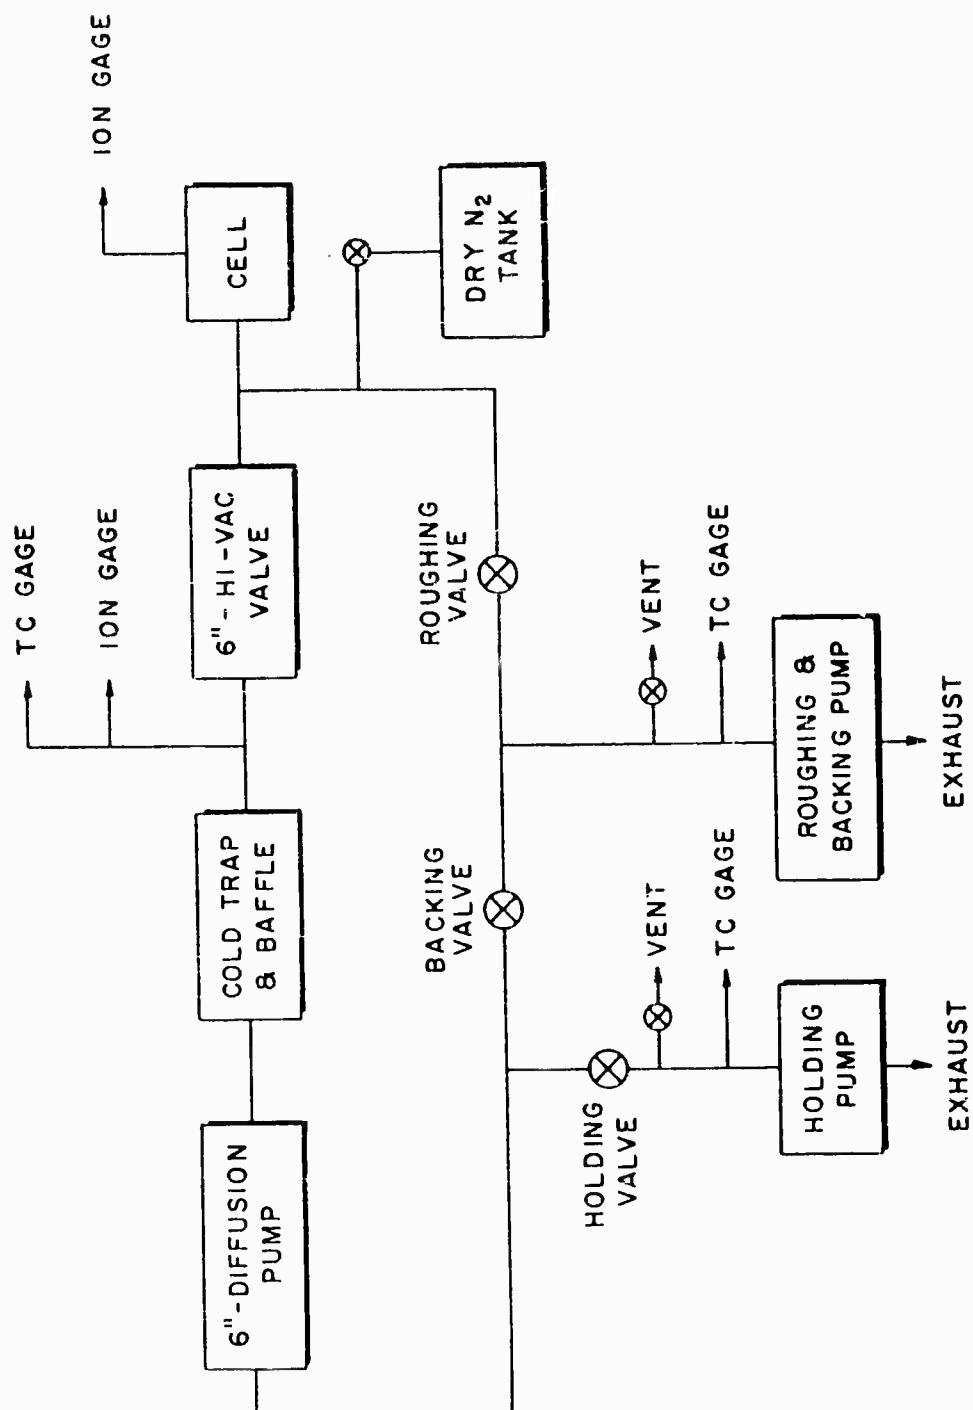 6"-DIFFUSION
PUMP
COLD TRAP
& BAFFLE
TC GAGE
ION GAGE
6"- HI-VAC
VALVE
CELL
ION GAGE
DRY N₂
TANK
BACKING
VALVE
ROUGHING
VALVE
HOLDING
VALVE
VENT
TC GAGE
VENT
TC GAGE
HOLDING
PUMP
ROUGHING &
BACKING PUMP
EXHAUST
EXHAUST